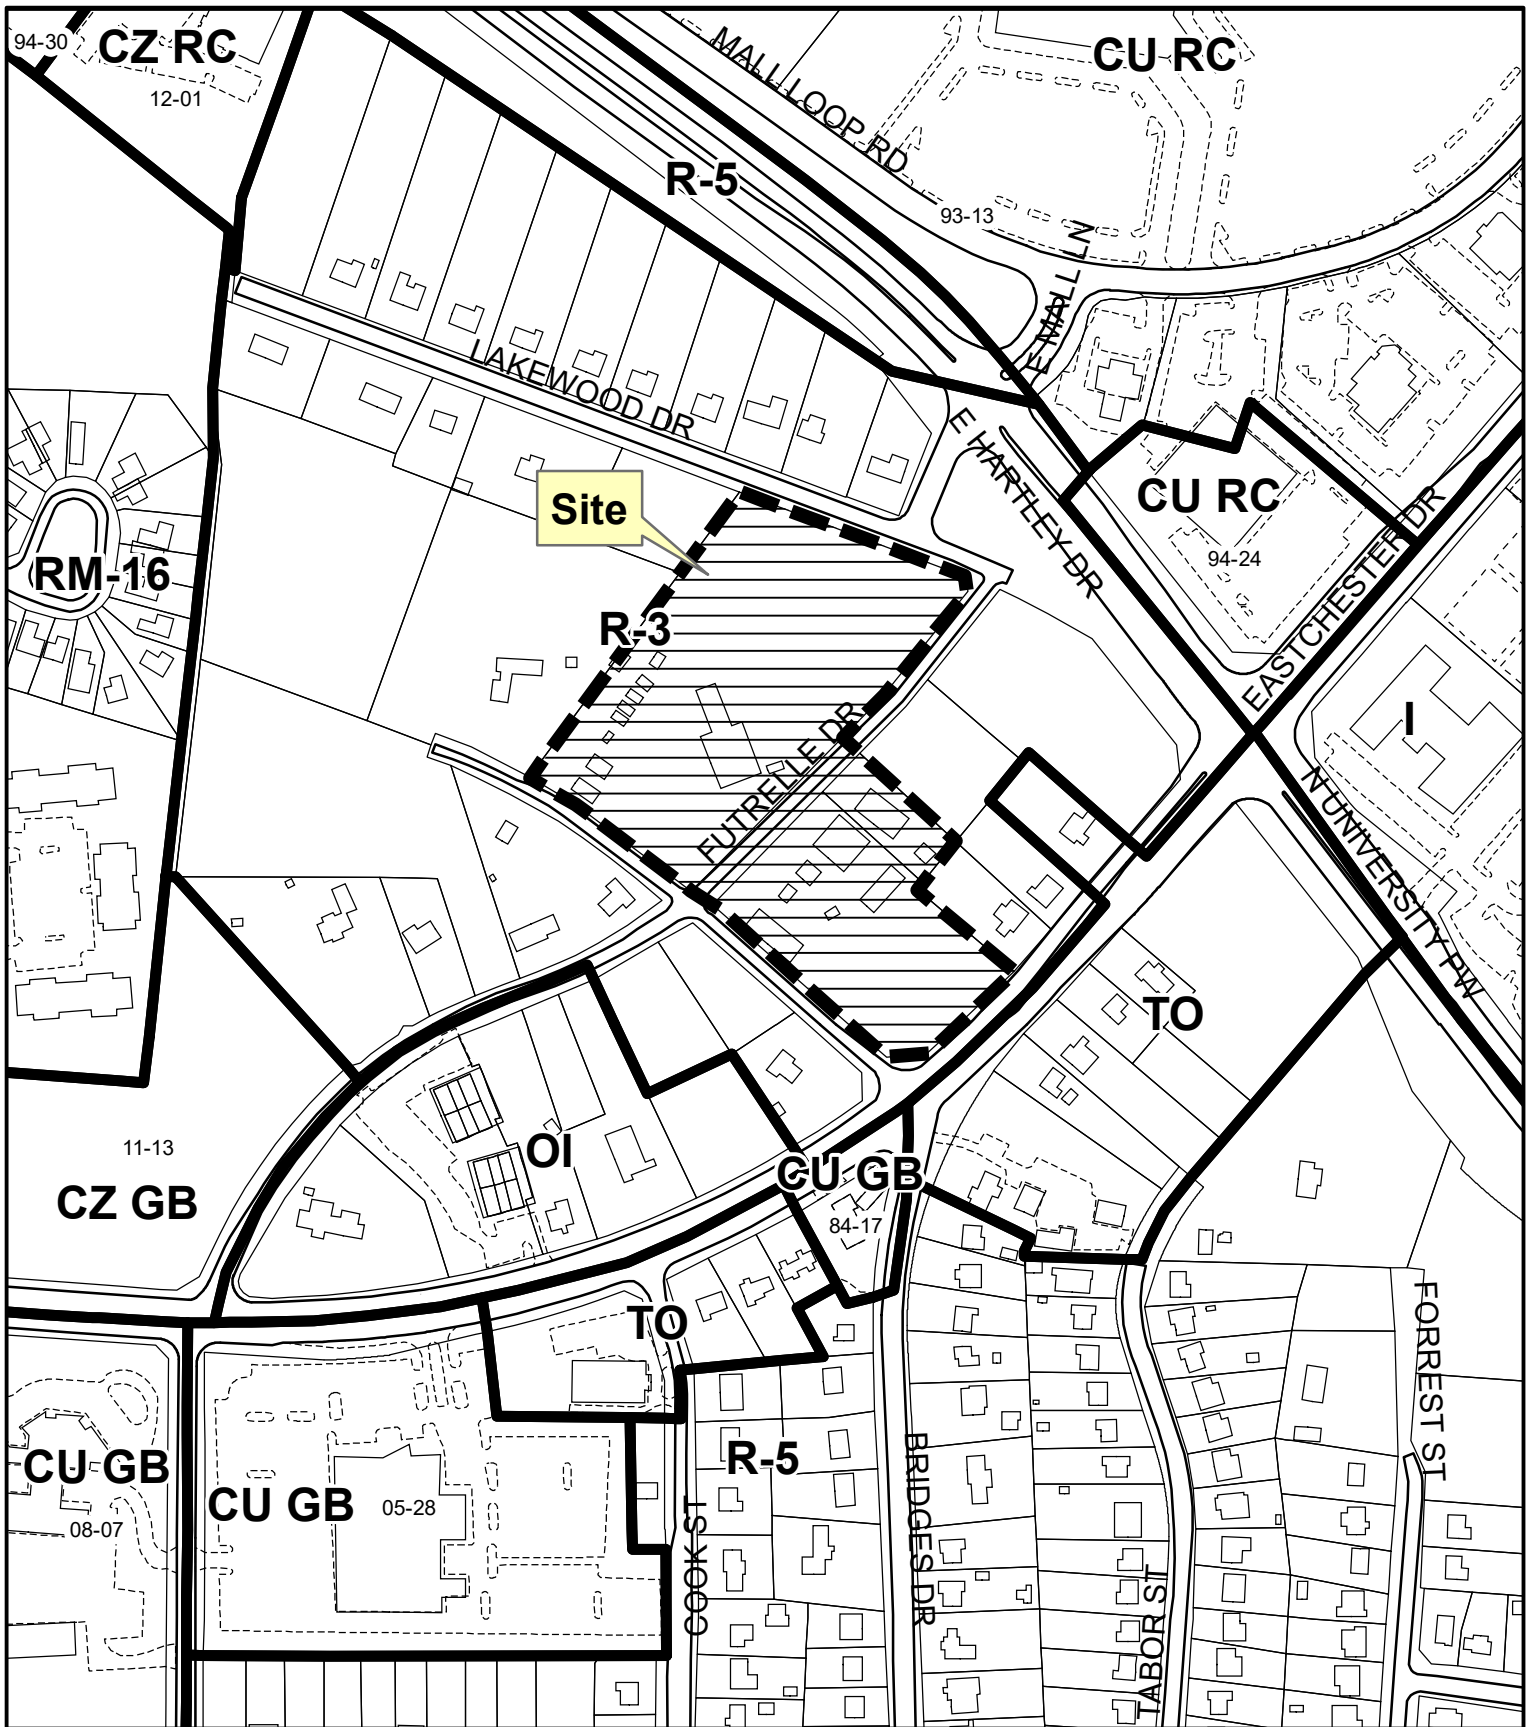 94-30
CZ RC
12-01
MALL LOOP RD
CU RC
R-5
93-13
E MALL LN
LAKEWOOD DR
E HARTLEY DR
Site
CU RC
94-24
EASTCHESTER DR
RM-16
R-3
FUTRELLE DR
I
N UNIVERSITY PW
TO
11-13
CZ GB
OI
CU GB
84-17
TO
FORREST ST
CU GB
08-07
CU GB
05-28
R-5
COOK ST
BRIDGES DR
TABOR ST